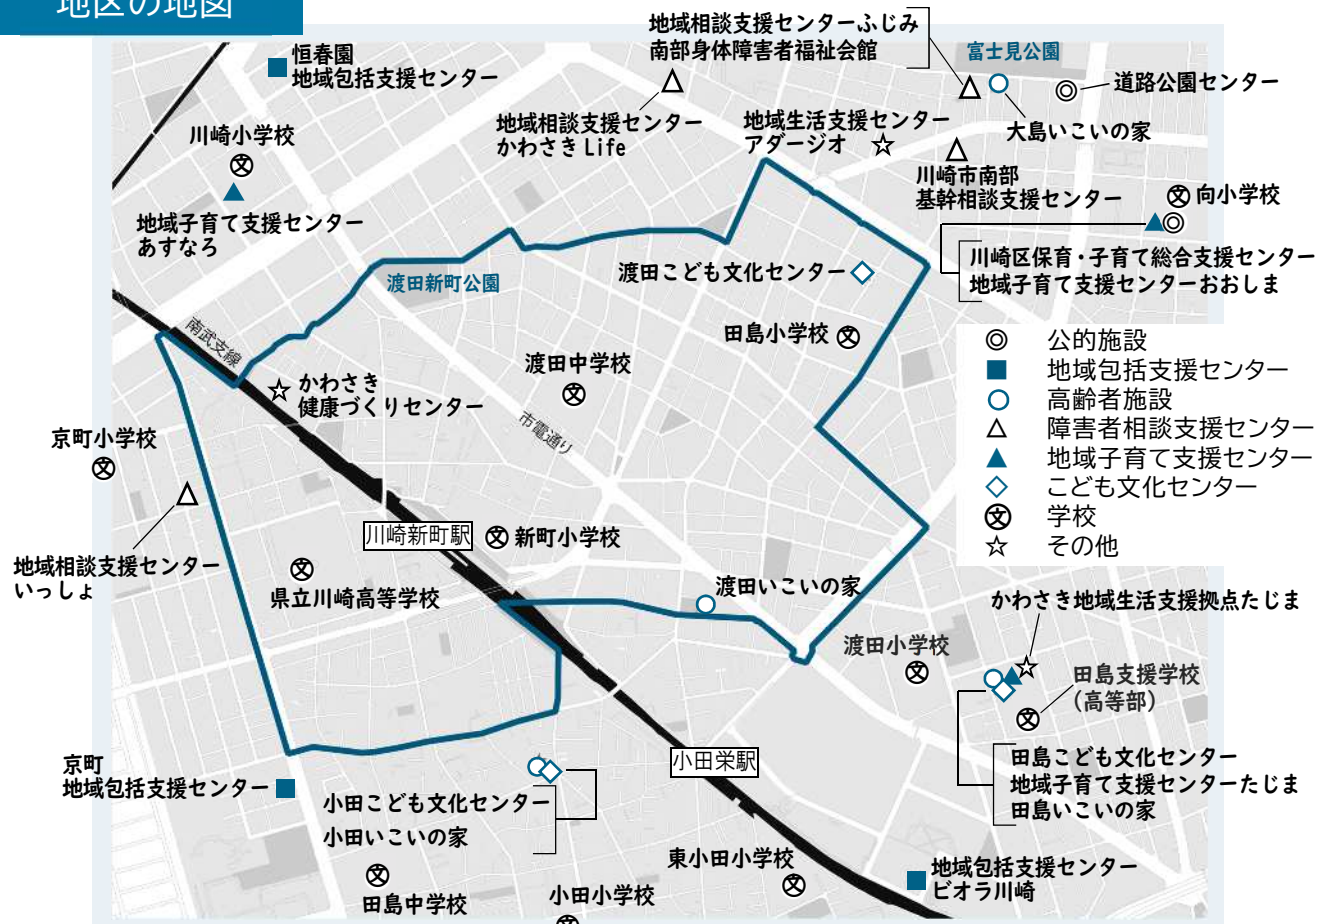 地区の地図
恒春園
地域包括支援センター
地域相談支援センターふじみ
南部身体障害者福祉会館
富士見公園
道路公園センター
川崎小学校
地域相談支援センター
かわさき Life
地域生活支援センター
アダージオ
大島いこいの家
川崎市南部
基幹相談支援センター
向小学校
地域子育て支援センター
あすなろ
川崎区保育・子育て総合支援センター
地域子育て支援センターおおしま
渡田新町公園
渡田こども文化センター
田島小学校
南武支線
渡田中学校
かわさき
健康づくりセンター
市電通り
公的施設
地域包括支援センター
高齢者施設
障害者相談支援センター
地域子育て支援センター
こども文化センター
文 学校
その他
京町小学校
川崎新町駅
新町小学校
地域相談支援センター
いっしょ
県立川崎高等学校
渡田いこいの家
かわさき地域生活支援拠点たじま
渡田小学校
田島支援学校
(高等部)
京町
地域包括支援センター
小田栄駅
田島こども文化センター
地域子育て支援センターたじま
田島いこいの家
小田こども文化センター
小田いこいの家
東小田小学校
地域包括支援センター
ビオラ川崎
田島中学校
小田小学校